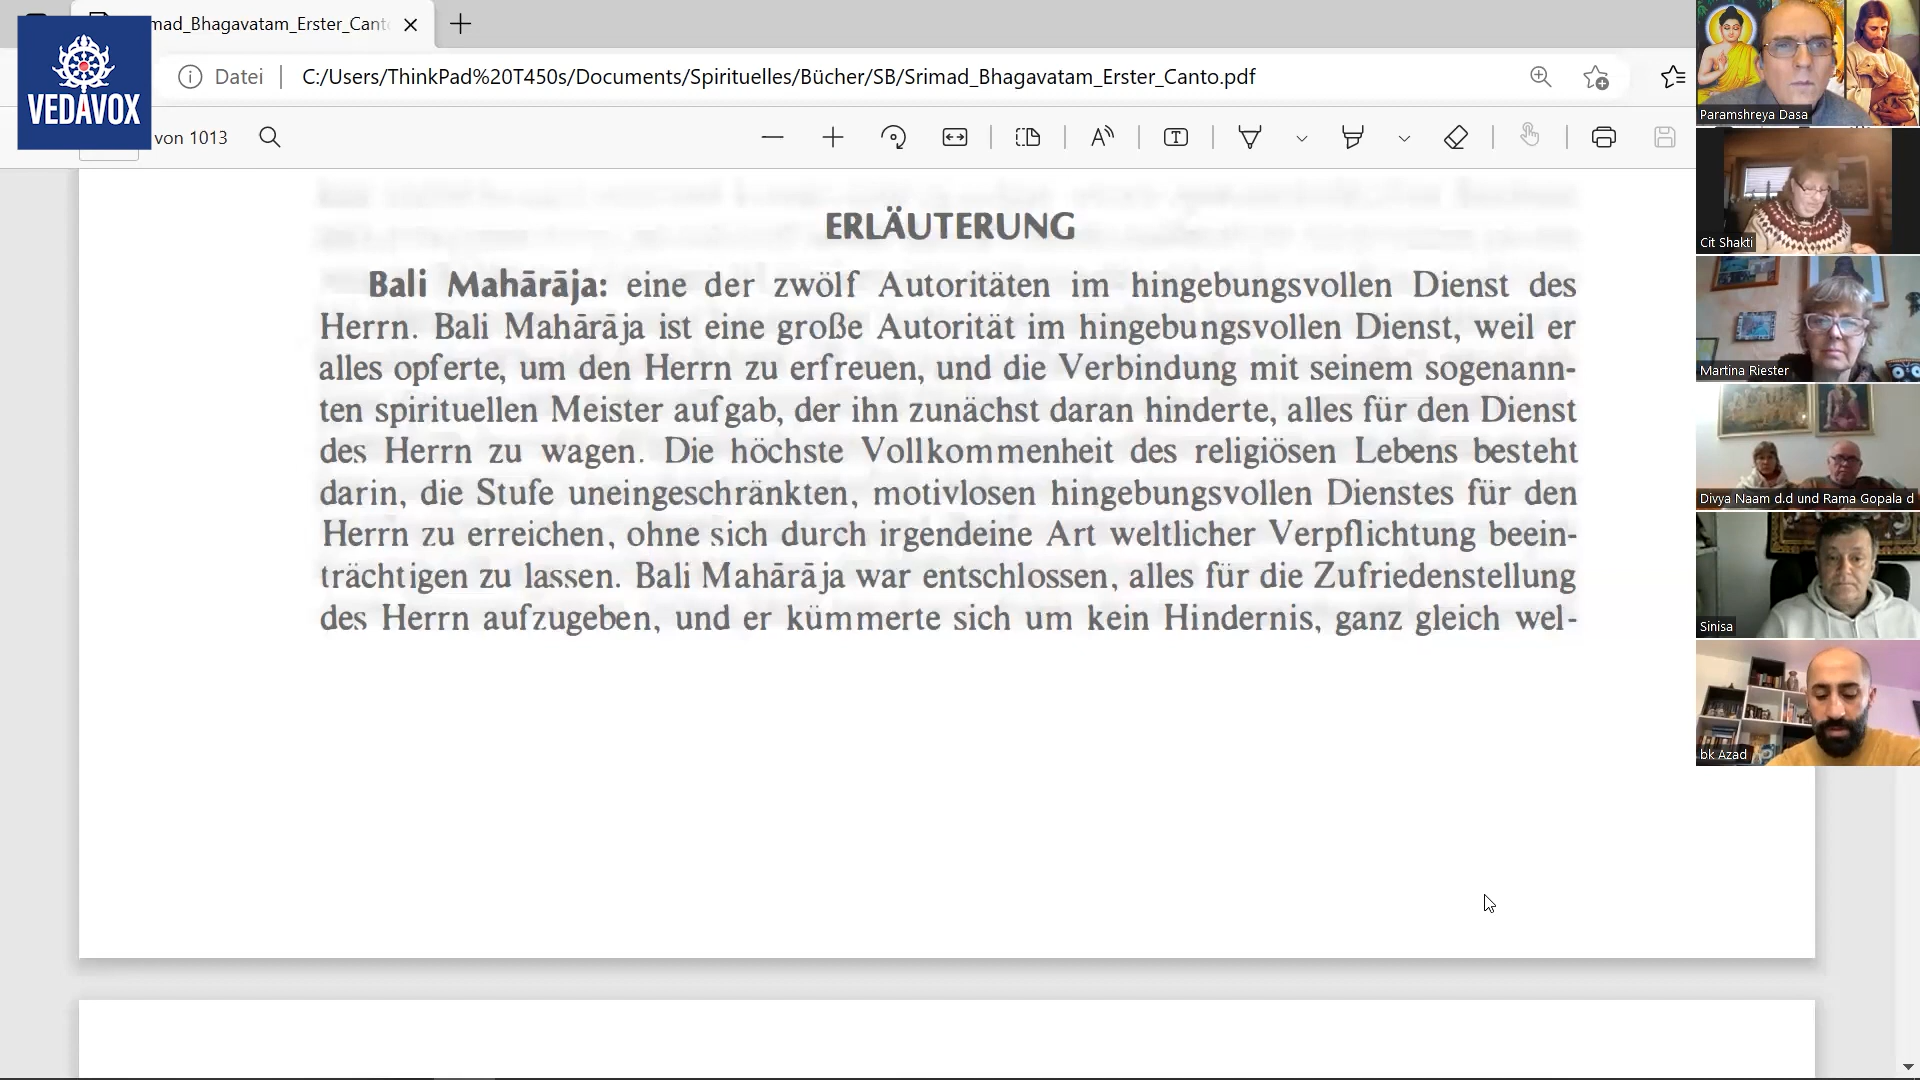 mad_Bhagavatam_Erster_Cant
VEDAVOX
Datei
C:/Users/ThinkPad%20T450s/Documents/Spirituelles/Bücher/SB/Srimad_Bhagavatam_Erster_Canto.pdf
von 1013
ERLÄUTERUNG
Bali Mahārāja: eine der zwölf Autoritäten im hingebungsvollen Dienst des
Herrn. Bali Mahārāja ist eine große Autorität im hingebungsvollen Dienst, weil er
alles opferte, um den Herrn zu erfreuen, und die Verbindung mit seinem sogenann-
ten spirituellen Meister aufgab, der ihn zunächst daran hinderte, alles für den Dienst
des Herrn zu wagen. Die höchste Vollkommenheit des religiösen Lebens besteht
darin, die Stufe uneingeschränkten, motivlosen hingebungsvollen Dienstes für den
Herrn zu erreichen, ohne sich durch irgendeine Art weltlicher Verpflichtung beein-
trächtigen zu lassen. Bali Mahārāja war entschlossen, alles für die Zufriedenstellung
des Herrn aufzugeben, und er kümmerte sich um kein Hindernis, ganz gleich wel-
Paramshreya Dasa
Cit Shakti
Martina Riester
Divya Naam d.d und Rama Gopala d
Sinisa
bk Azad